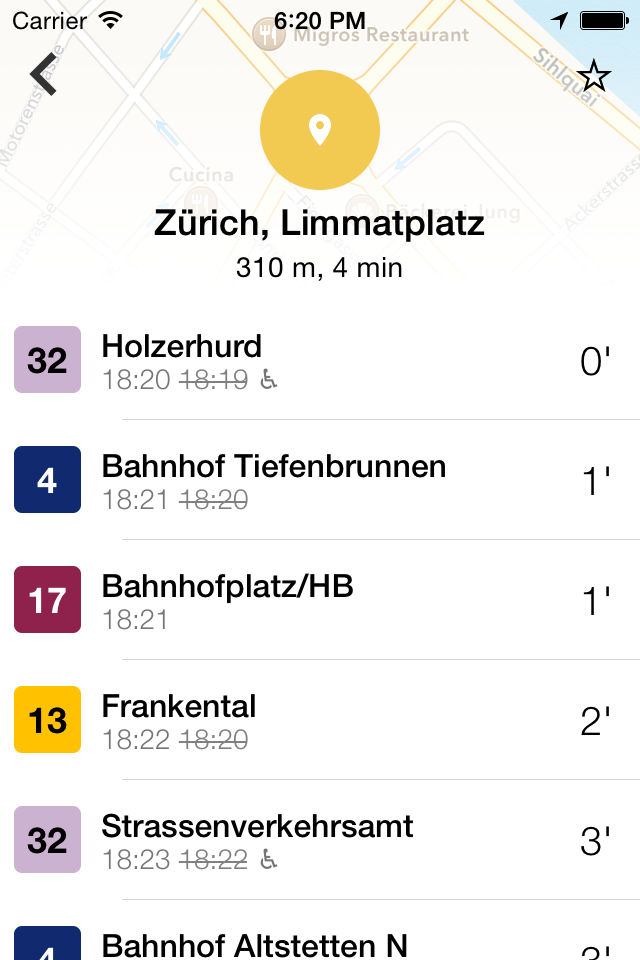 Carrier 6:20 PM
Migros Restaurant
Sihlquai
Motorenstrasse
Cucina
Ackerstrasse
Zürich, Limmatplatz
310 m, 4 min
32 Holzerhurd 0'
18:20 18:19
4 Bahnhof Tiefenbrunnen 1'
18:21 18:20
17 Bahnhofplatz/HB 1'
18:21
13 Frankental 2'
18:22 18:20
32 Strassenverkehrsamt 3'
18:23 18:22
4 Bahnhof Altstetten N